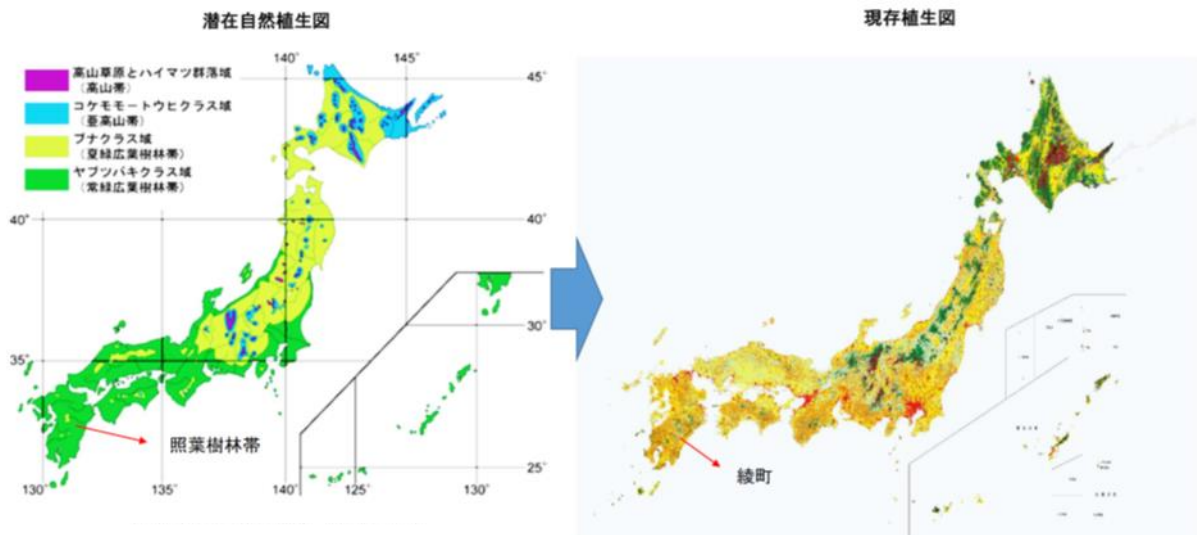 潜在自然植生図
現存植生図
140°
145°
45°
高山草原とハイマツ群落域
（高山帯）
コケモモートウヒクラス域
（亜高山帯）
ブナクラス域
（夏緑広葉樹林帯）
ヤブツバキクラス域
（常緑広葉樹林帯）
40°
40°
30°
35°
照葉樹林帯
綾町
25°
130°
135°
140°
125°
130°